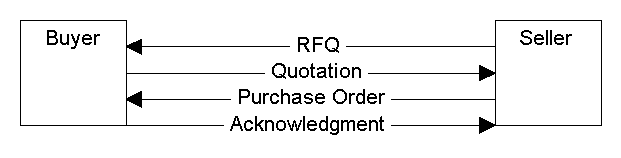 Buyer
Seller
RFQ
Quotation
Purchase Order
Acknowledgment